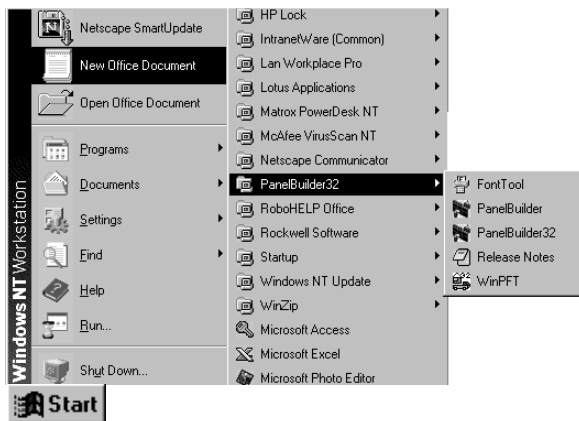 Netscape SmartUpdate
New Office Document
Open Office Document
Programs
Documents
Settings
Find
Help
Run...
Shut Down...
Windows NT Workstation
Start
HP Lock
IntranetWare (Common)
Lan Workplace Pro
Lotus Applications
Matrox PowerDesk NT
McAfee VirusScan NT
Netscape Communicator
PanelBuilder32
RoboHELP Office
Rockwell Software
Startup
Windows NT Update
WinZip
Microsoft Access
Microsoft Excel
Microsoft Photo Editor
FontTool
PanelBuilder
PanelBuilder32
Release Notes
WinPFT